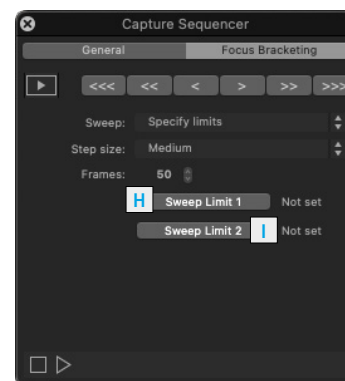 Capture Sequencer
General Focus Bracketing
<<< << < > >> >>>
Sweep: Specify limits
Step size: Medium
Frames: 50
H Sweep Limit 1 Not set
Sweep Limit 2 I Not set